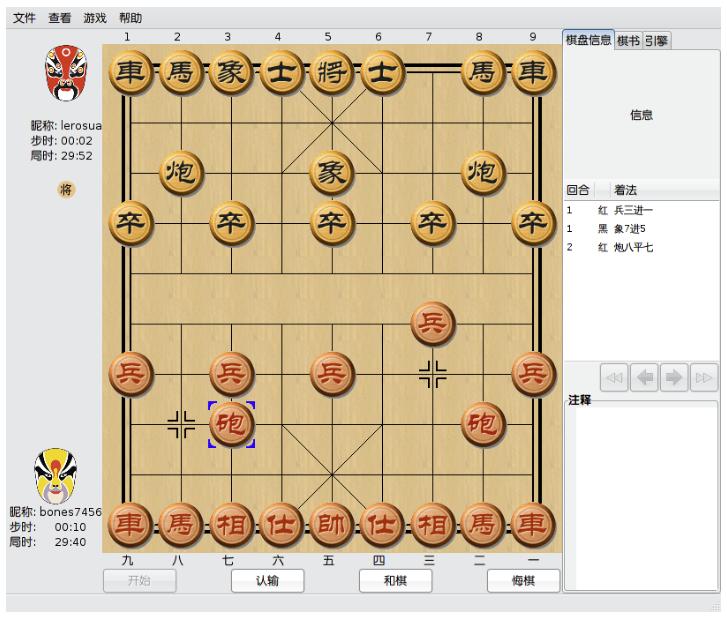 文件 查看 游戏 帮助
1 2 3 4 5 6 7 8 9
棋盘信息 棋书 引擎
車 馬 象 士 將 士 馬 車
昵称: lerosua
步时: 00:02
局时: 29:52
信息
炮 象 炮
将
回合 着法
卒 卒 卒 卒 卒
1 红 兵三进一
1 黑 象7进5
2 红 炮八平七
兵
兵 兵 兵 兵
砲 砲
注释
昵称: bones7456
步时: 00:10
局时: 29:40
車 馬 相 仕 帥 仕 相 馬 車
九 八 七 六 五 四 三 二 一
开始 认输 和棋 悔棋